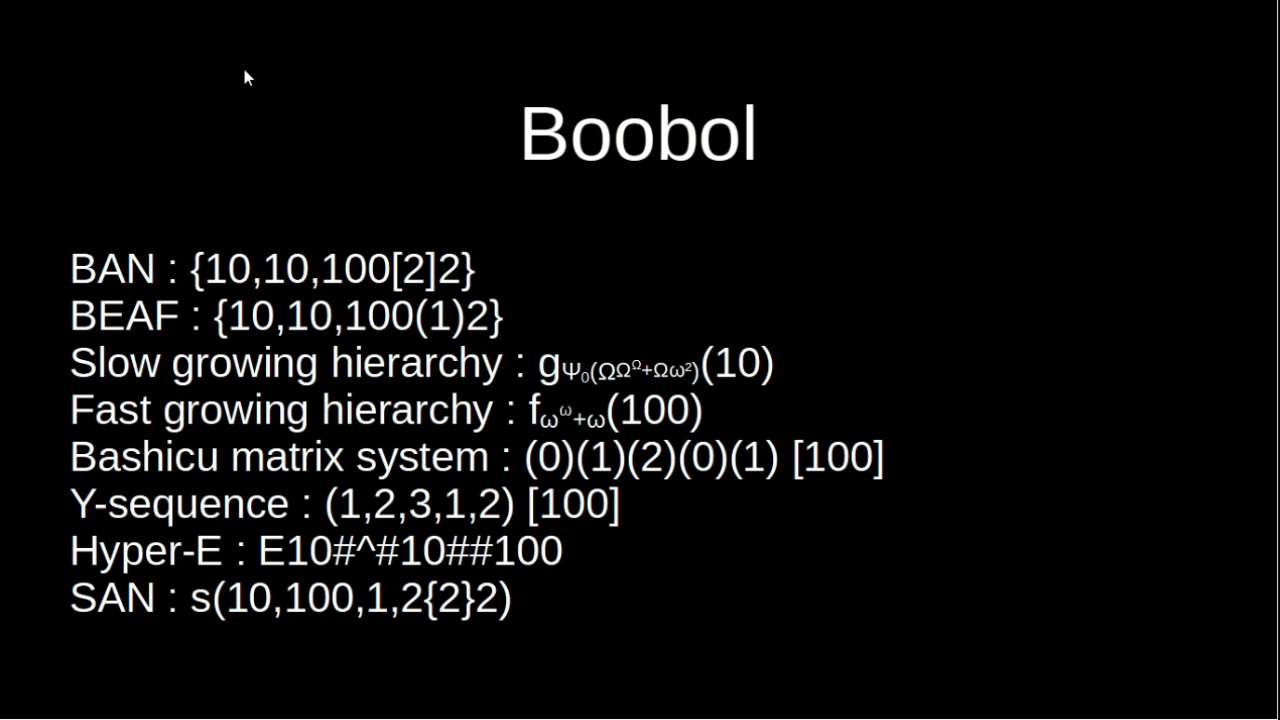 Boobol
BAN : {10,10,100[2]2}
BEAF : {10,10,100(1)2}
Slow growing hierarchy : gΨ₀(ΩΩ^Ω+Ωω²)(10)
Fast growing hierarchy : fω^ω+ω(100)
Bashicu matrix system : (0)(1)(2)(0)(1) [100]
Y-sequence : (1,2,3,1,2) [100]
Hyper-E : E10#^#10##100
SAN : s(10,100,1,2{2}2)